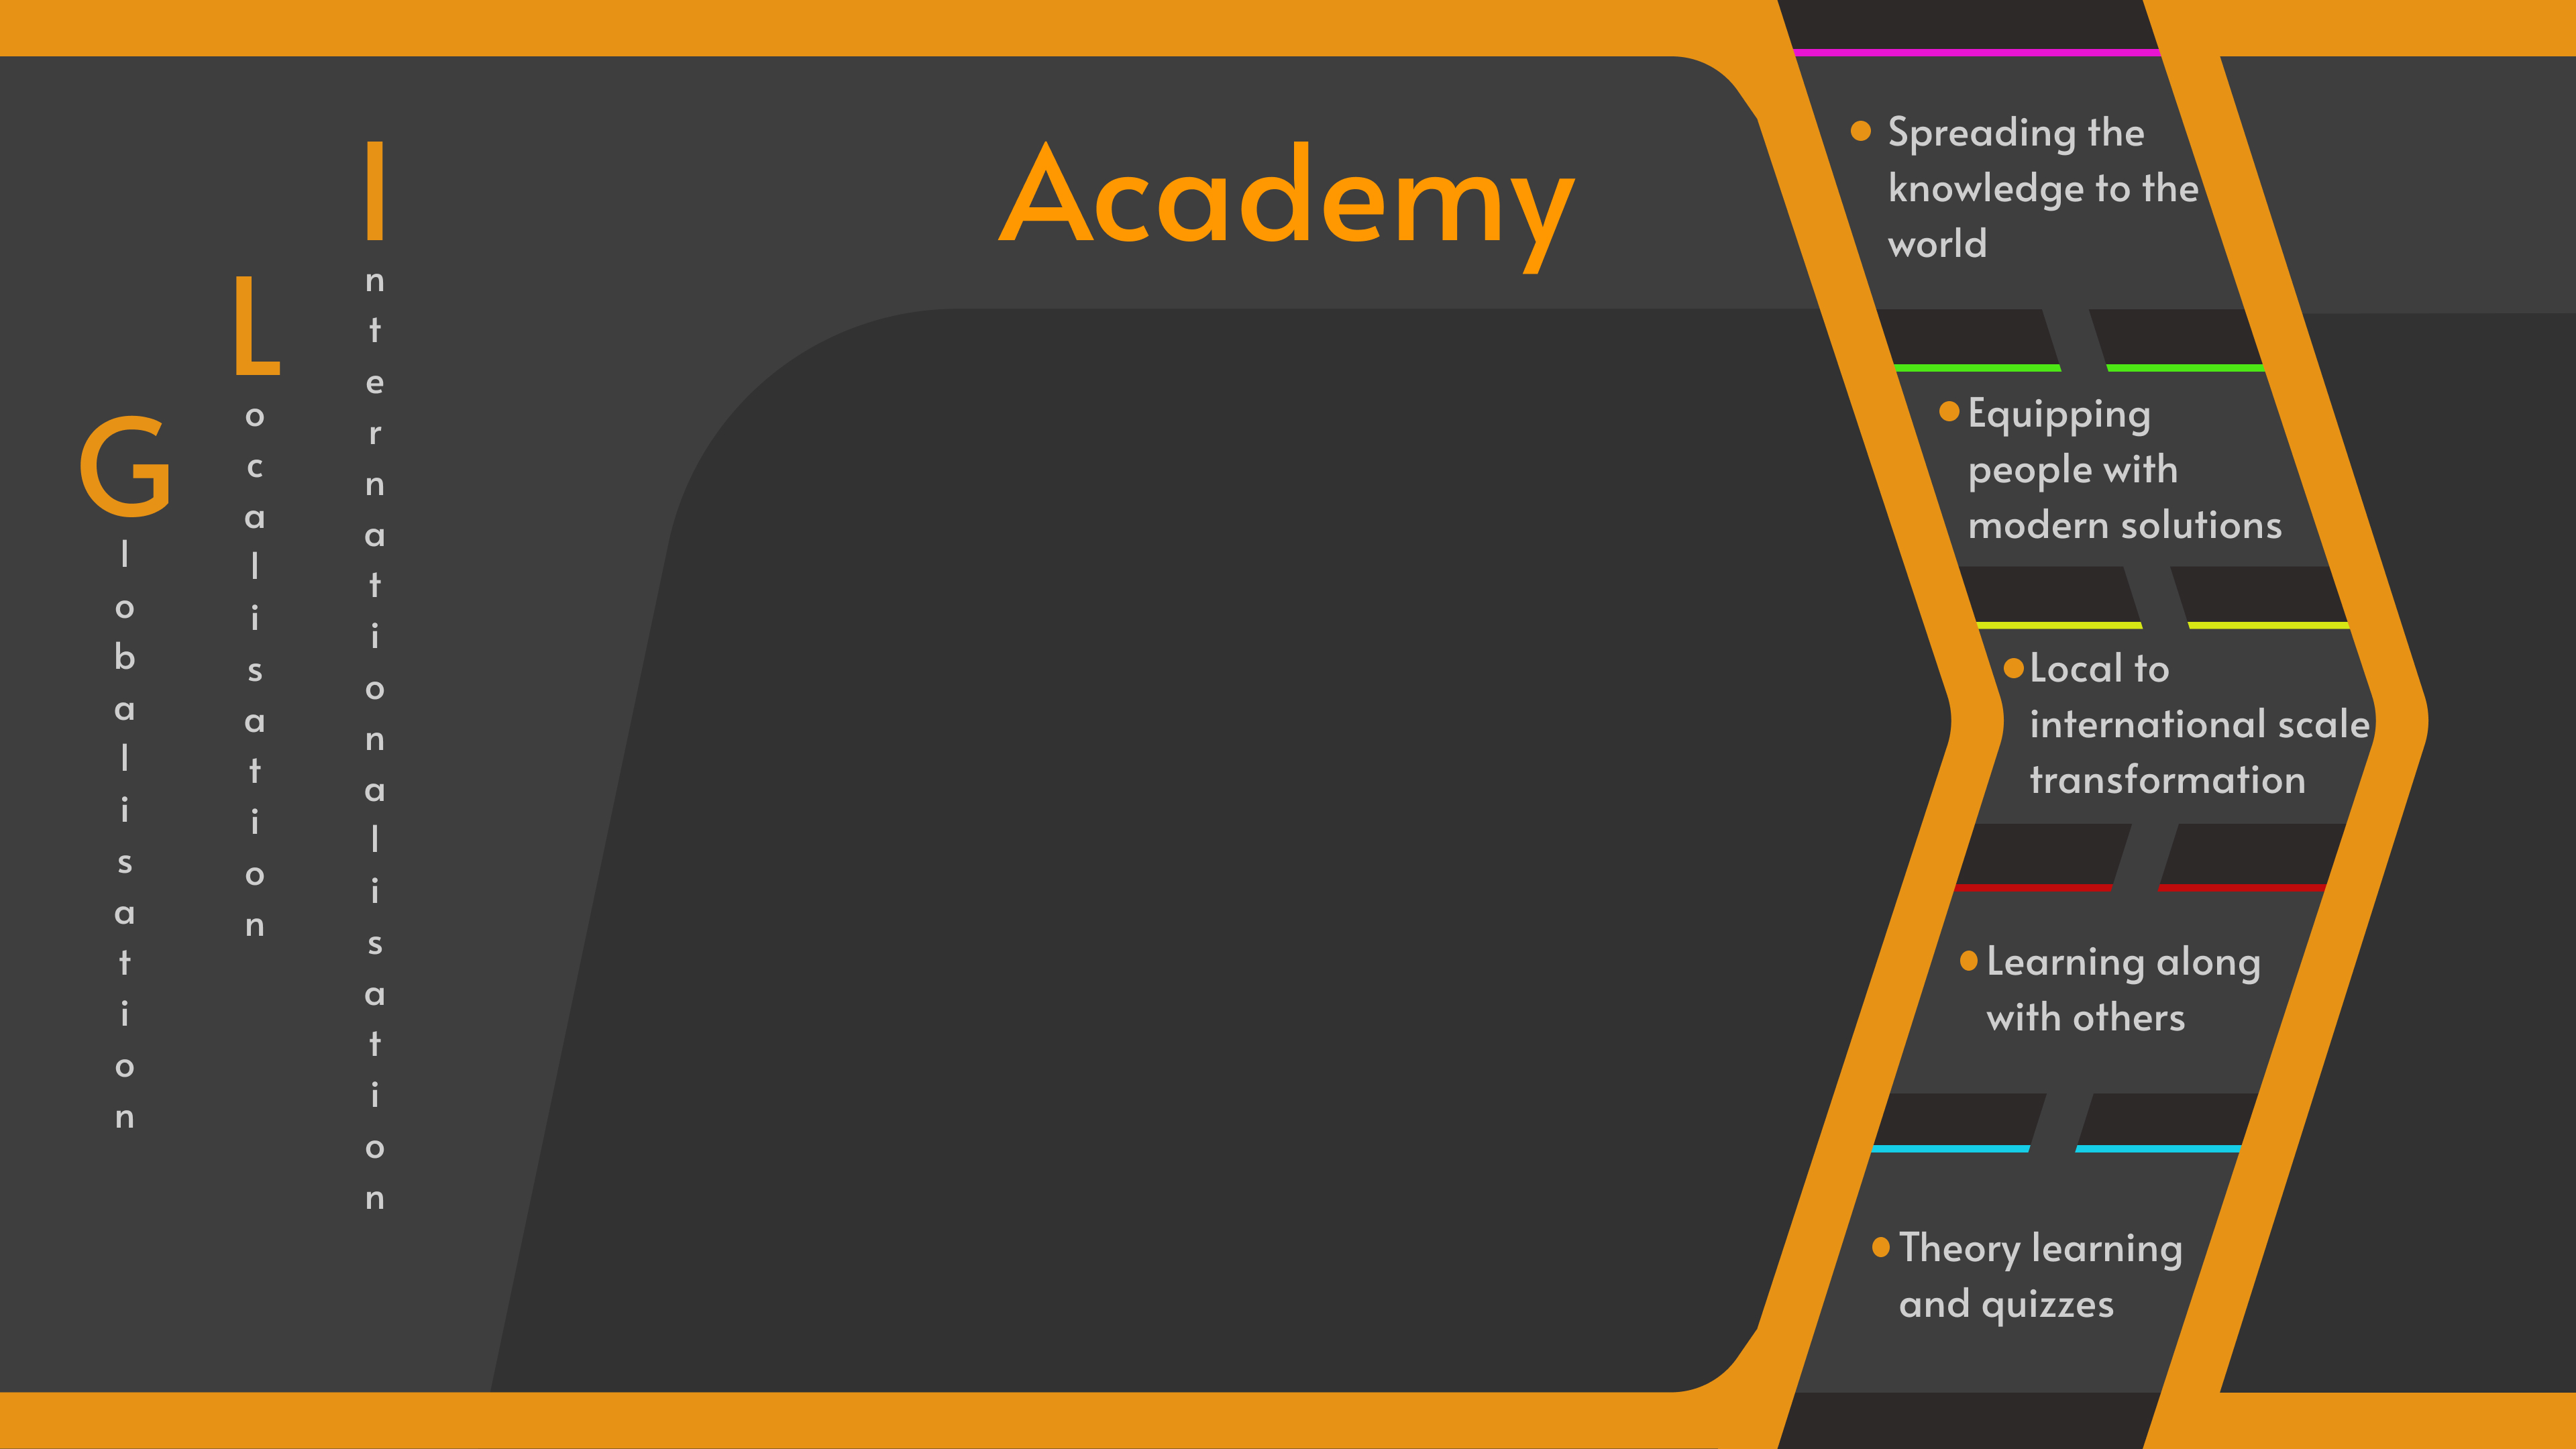 Globalisation
Localisation
Internationalisation
Academy
Spreading the
knowledge to the
world
Equipping
people with
modern solutions
Local to
international scale
transformation
Learning along
with others
Theory learning
and quizzes